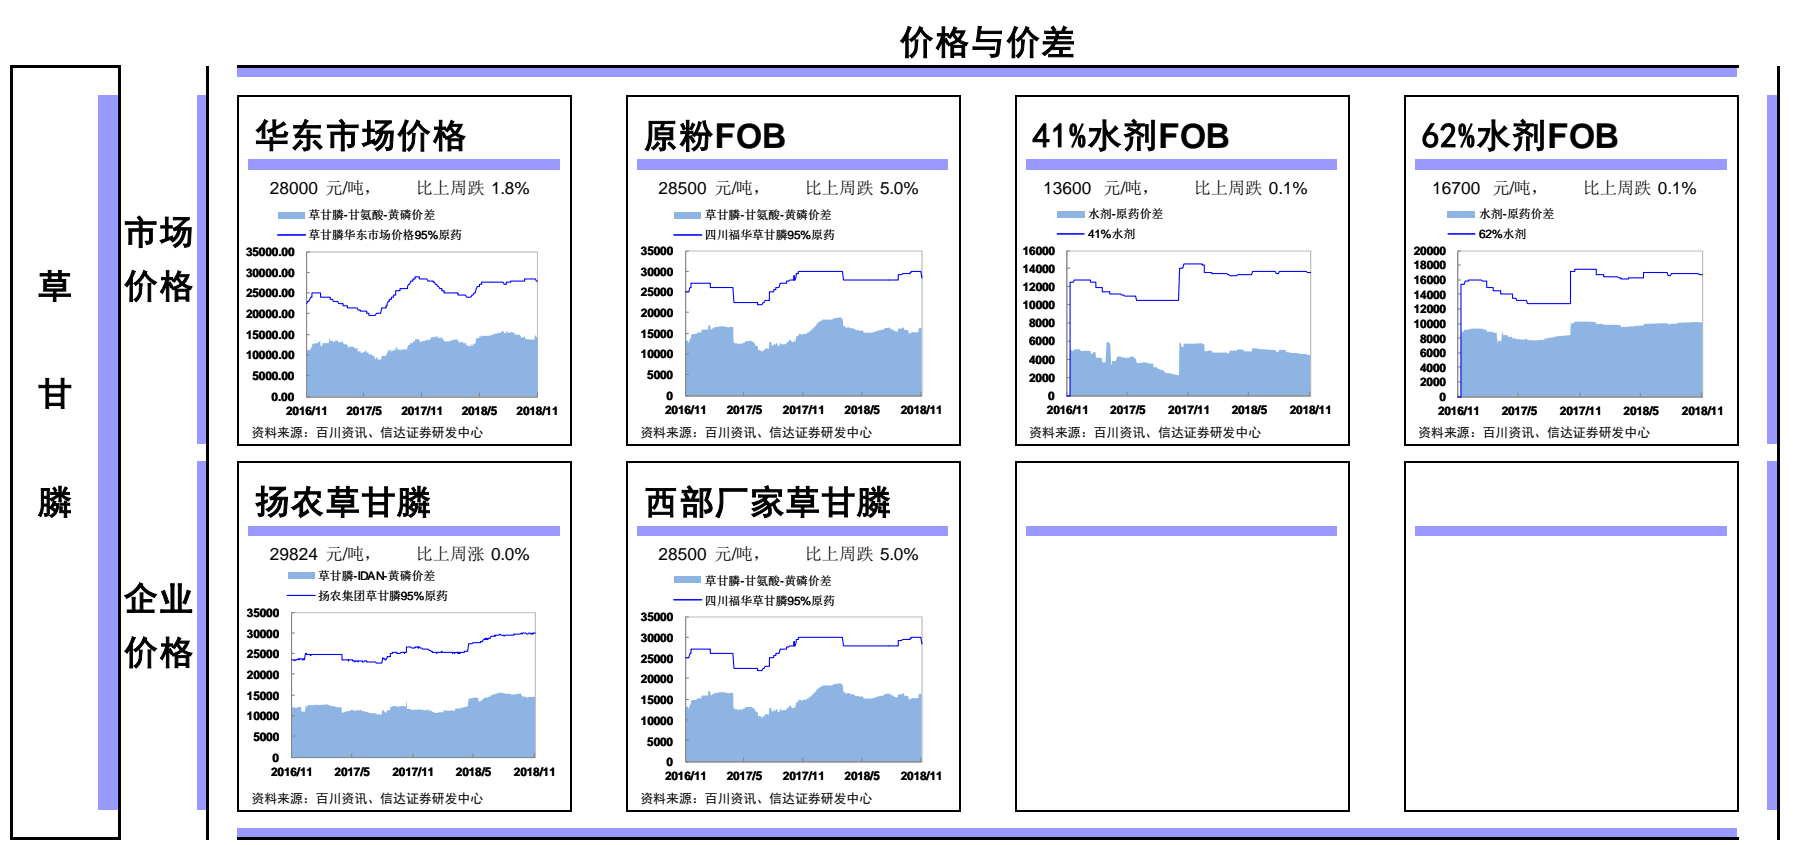 价格与价差
草
甘
膦
市场
价格
华东市场价格
28000 元/吨， 比上周跌 1.8%
草甘膦-甘氨酸-黄磷价差
草甘膦华东市场价格95%原药
35000.00
30000.00
25000.00
20000.00
15000.00
10000.00
5000.00
0.00
2016/11 2017/5 2017/11 2018/5 2018/11
资料来源：百川资讯、信达证券研发中心
原粉FOB
28500 元/吨， 比上周跌 5.0%
草甘膦-甘氨酸-黄磷价差
四川福华草甘膦95%原药
35000
30000
25000
20000
15000
10000
5000
0
2016/11 2017/5 2017/11 2018/5 2018/11
资料来源：百川资讯、信达证券研发中心
41%水剂FOB
13600 元/吨， 比上周跌 0.1%
水剂-原药价差
41%水剂
16000
14000
12000
10000
8000
6000
4000
2000
0
2016/11 2017/5 2017/11 2018/5 2018/11
资料来源：百川资讯、信达证券研发中心
62%水剂FOB
16700 元/吨， 比上周跌 0.1%
水剂-原药价差
62%水剂
20000
18000
16000
14000
12000
10000
8000
6000
4000
2000
0
2016/11 2017/5 2017/11 2018/5 2018/11
资料来源：百川资讯、信达证券研发中心
企业
价格
扬农草甘膦
29824 元/吨， 比上周涨 0.0%
草甘膦-IDAN-黄磷价差
扬农集团草甘膦95%原药
35000
30000
25000
20000
15000
10000
5000
0
2016/11 2017/5 2017/11 2018/5 2018/11
资料来源：百川资讯、信达证券研发中心
西部厂家草甘膦
28500 元/吨， 比上周跌 5.0%
草甘膦-甘氨酸-黄磷价差
四川福华草甘膦95%原药
35000
30000
25000
20000
15000
10000
5000
0
2016/11 2017/5 2017/11 2018/5 2018/11
资料来源：百川资讯、信达证券研发中心